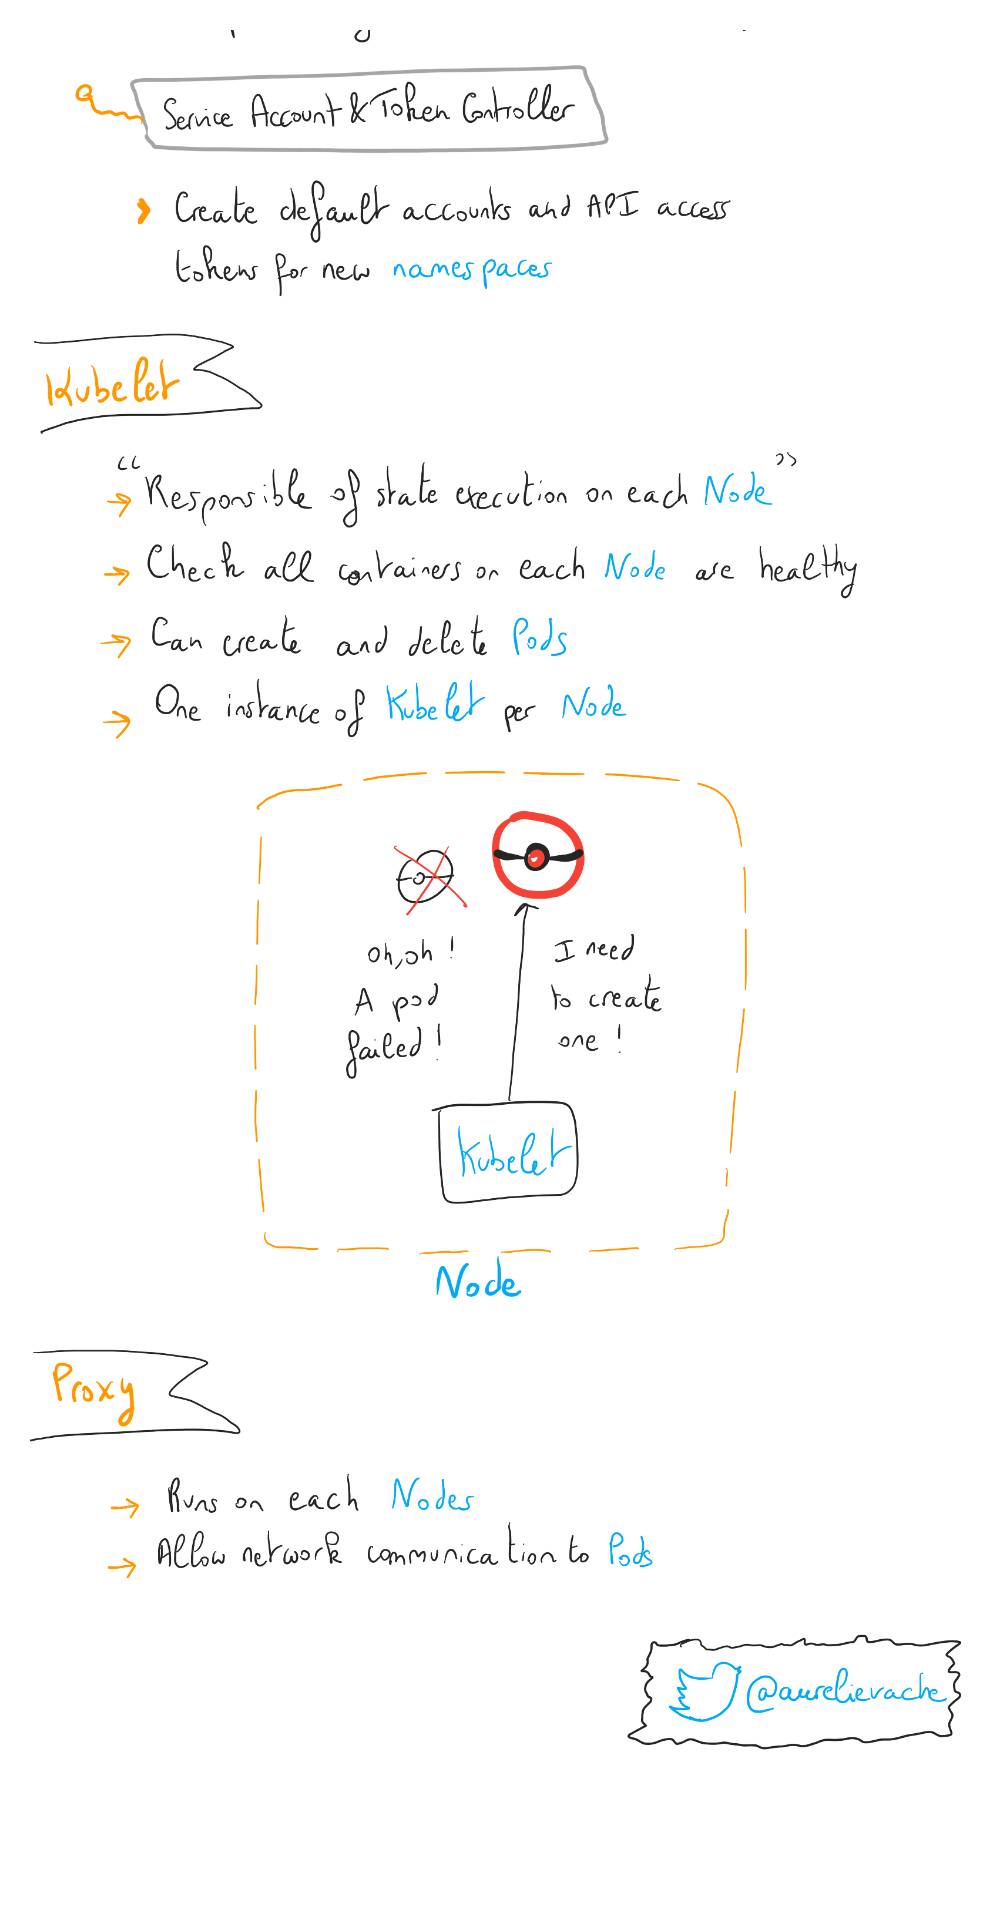 Service Account & Token Controller
Create default accounts and API access
tokens for new namespaces
Kubelet
"Responsible of state execution on each Node"
Check all containers on each Node are healthy
Can create and delete Pods
One instance of Kubelet per Node
Oh, oh !
A pod
failed !
I need
to create
one !
Kubelet
Node
Proxy
Runs on each Nodes
Allow network communication to Pods
@aurelievache